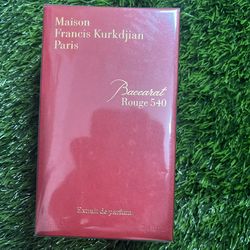 Maison
Francis Kurkdjian
Paris
Baccarat
Rouge 540
Extrait de parfum